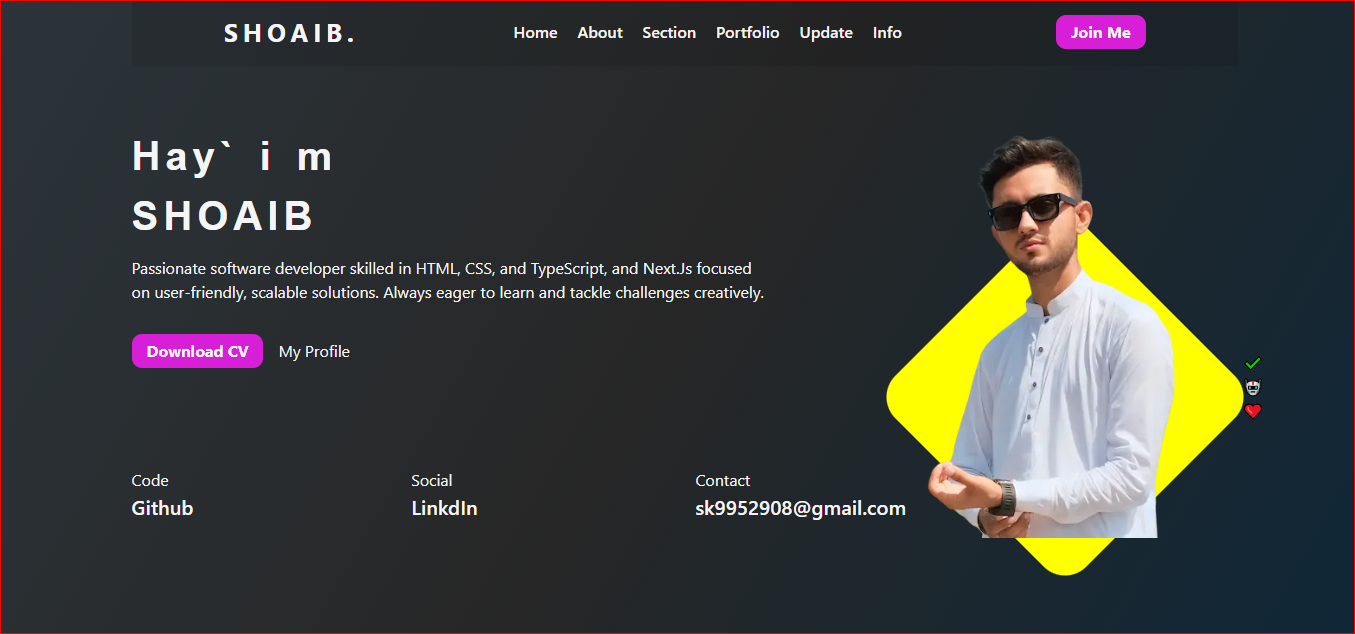 SHOAIB.
Home About Section Portfolio Update Info
Join Me
Hay` i m
SHOAIB
Passionate software developer skilled in HTML, CSS, and TypeScript, and Next.Js focused
on user-friendly, scalable solutions. Always eager to learn and tackle challenges creatively.
Download CV
My Profile
Code
Github
Social
LinkdIn
Contact
sk9952908@gmail.com